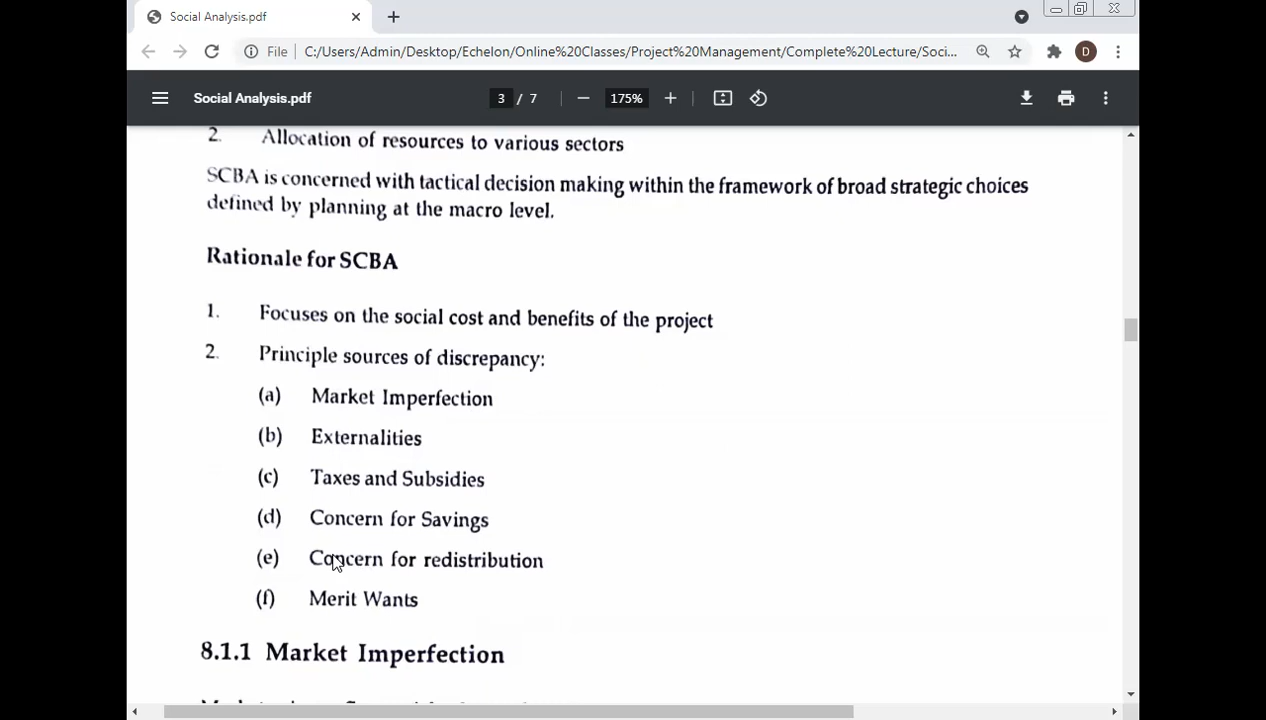 Social Analysis.pdf
File
C:/Users/Admin/Desktop/Echelon/Online%20Classes/Project%20Management/Complete%20Lecture/Soci...
D
Social Analysis.pdf
3 / 7
175%
2. Allocation of resources to various sectors
SCBA is concerned with tactical decision making within the framework of broad strategic choices
defined by planning at the macro level.
Rationale for SCBA
1. Focuses on the social cost and benefits of the project
2. Principle sources of discrepancy:
(a) Market Imperfection
(b) Externalities
(c) Taxes and Subsidies
(d) Concern for Savings
(e) Concern for redistribution
(f) Merit Wants
8.1.1 Market Imperfection